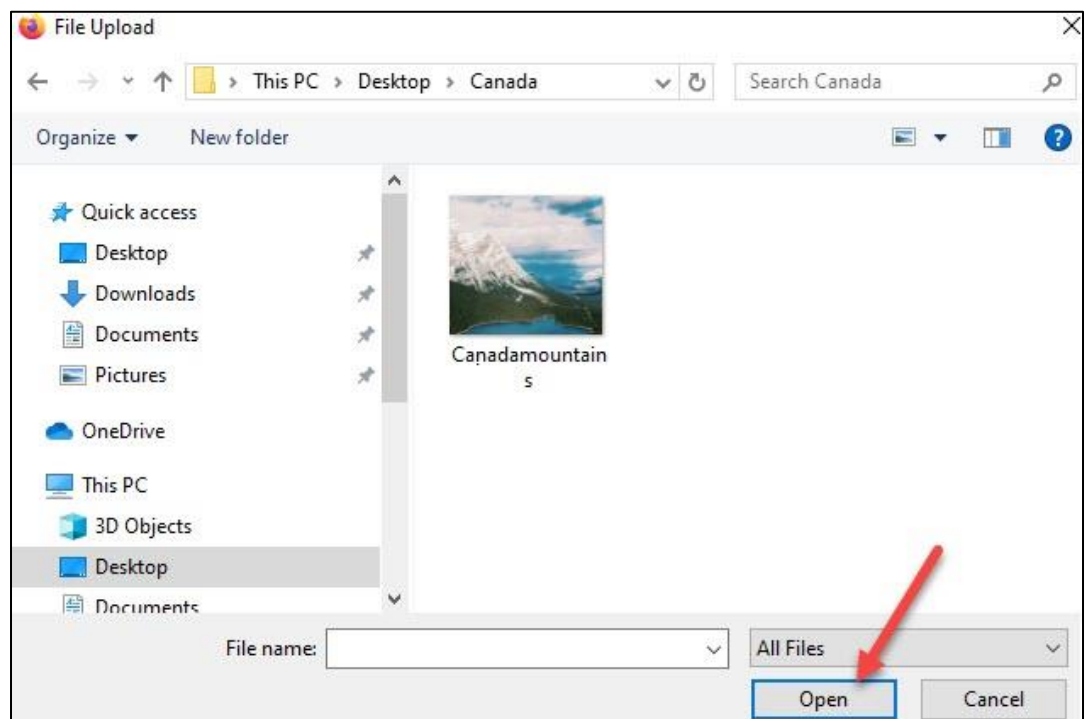 File Upload
This PC > Desktop > Canada
Search Canada
Organize
New folder
Quick access
Desktop
Downloads
Documents
Pictures
OneDrive
This PC
3D Objects
Desktop
Documents
Canadamountain
s
File name:
All Files
Open
Cancel